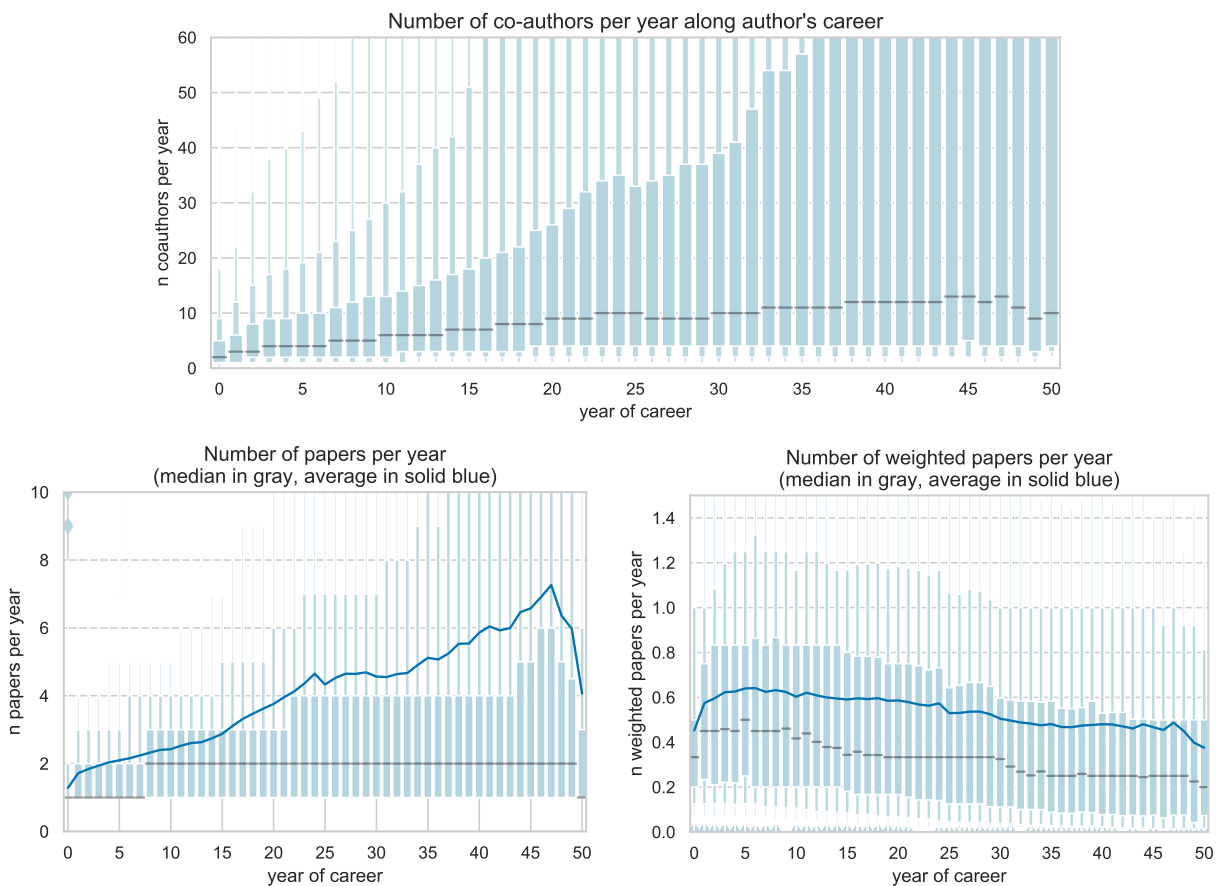 Number of co-authors per year along author's career
60
50
40
30
20
10
0
n coauthors per year
0 5 10 15 20 25 30 35 40 45 50
year of career
Number of papers per year
(median in gray, average in solid blue)
10
8
6
4
2
0
n papers per year
0 5 10 15 20 25 30 35 40 45 50
year of career
Number of weighted papers per year
(median in gray, average in solid blue)
1.4
1.2
1.0
0.8
0.6
0.4
0.2
0.0
n weighted papers per year
0 5 10 15 20 25 30 35 40 45 50
year of career